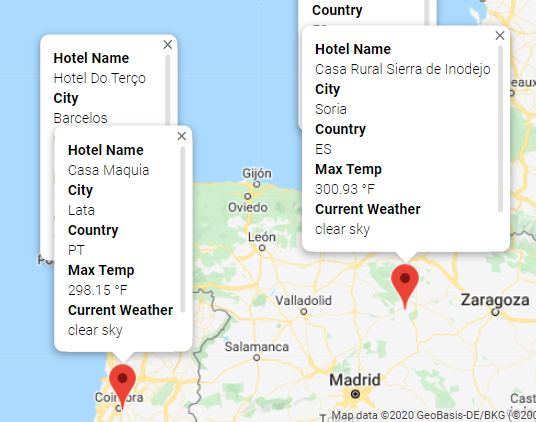 Country
Hotel Name
Hotel Do Terço
City
Barcelos
Hotel Name
Casa Maquia
City
Lata
Country
PT
Max Temp
298.15 °F
Current Weather
clear sky
Hotel Name
Casa Rural Sierra de Inodejo
City
Soria
Country
ES
Max Temp
300.93 °F
Current Weather
clear sky
Gijón
Oviedo
León
Valladolid
Zaragoza
Salamanca
Madrid
Coimbra
Toledo
Map data ©2020 GeoBasis-DE/BKG (©200